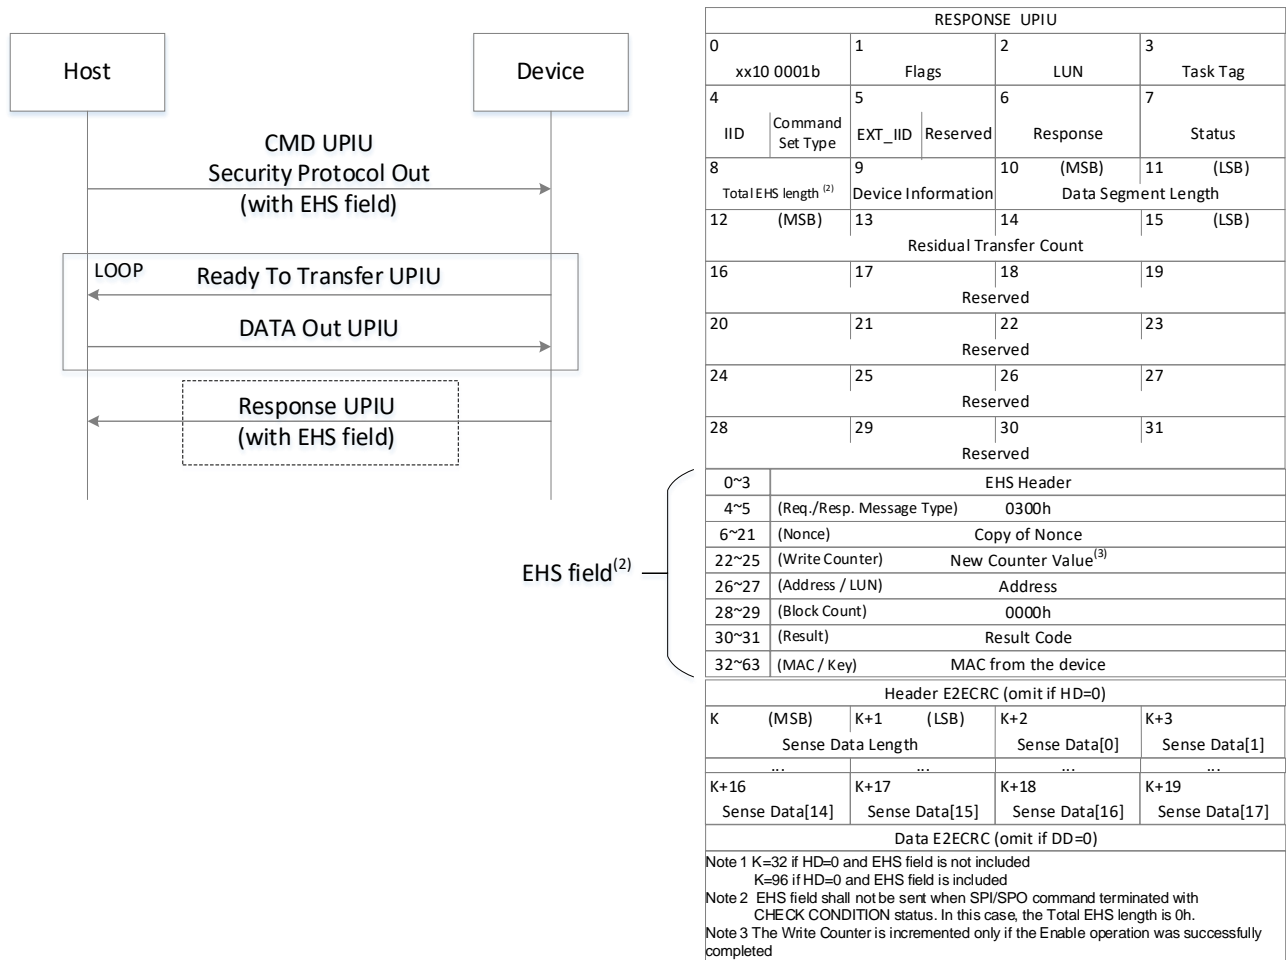 Host
Device
CMD UPIU
Security Protocol Out
(with EHS field)
LOOP
Ready To Transfer UPIU
DATA Out UPIU
Response UPIU
(with EHS field)
EHS field(2)
RESPONSE UPIU
0 1 2 3
xx10 0001b Flags LUN Task Tag
4 5 6 7
IID Command Set Type EXT_IID Reserved Response Status
8 9 10 (MSB) 11 (LSB)
Total EHS length (2) Device Information Data Segment Length
12 (MSB) 13 14 15 (LSB)
Residual Transfer Count
16 17 18 19
Reserved
20 21 22 23
Reserved
24 25 26 27
Reserved
28 29 30 31
Reserved
0~3 EHS Header
4~5 (Req./Resp. Message Type) 0300h
6~21 (Nonce) Copy of Nonce
22~25 (Write Counter) New Counter Value(3)
26~27 (Address / LUN) Address
28~29 (Block Count) 0000h
30~31 (Result) Result Code
32~63 (MAC / Key) MAC from the device
Header E2ECRC (omit if HD=0)
K (MSB) K+1 (LSB) K+2 K+3
Sense Data Length Sense Data[0] Sense Data[1]
... ... ... ...
K+16 K+17 K+18 K+19
Sense Data[14] Sense Data[15] Sense Data[16] Sense Data[17]
Data E2ECRC (omit if DD=0)
Note 1 K=32 if HD=0 and EHS field is not included
K=96 if HD=0 and EHS field is included
Note 2 EHS field shall not be sent when SPI/SPO command terminated with
CHECK CONDITION status. In this case, the Total EHS length is 0h.
Note 3 The Write Counter is incremented only if the Enable operation was successfully
completed